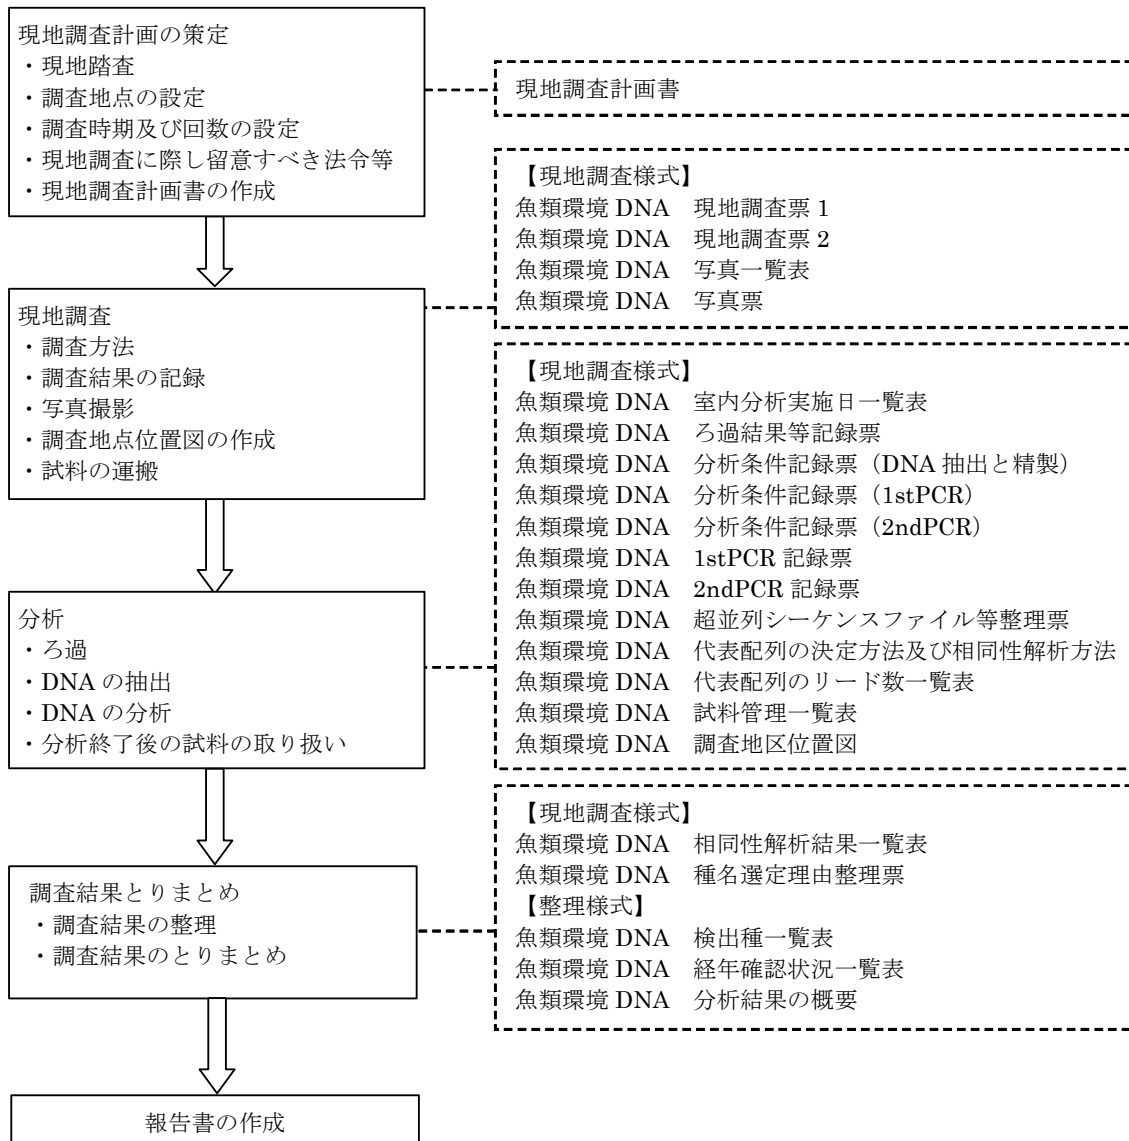 現地調査計画の策定
・現地踏査
・調査地点の設定
・調査時期及び回数の設定
・現地調査に際し留意すべき法令等
・現地調査計画書の作成
現地調査計画書
現地調査
・調査方法
・調査結果の記録
・写真撮影
・調査地点位置図の作成
・試料の運搬
【現地調査様式】
魚類環境 DNA　現地調査票 1
魚類環境 DNA　現地調査票 2
魚類環境 DNA　写真一覧表
魚類環境 DNA　写真票
分析
・ろ過
・DNA の抽出
・DNA の分析
・分析終了後の試料の取り扱い
【現地調査様式】
魚類環境 DNA　室内分析実施日一覧表
魚類環境 DNA　ろ過結果等記録票
魚類環境 DNA　分析条件記録票（DNA 抽出と精製）
魚類環境 DNA　分析条件記録票（1stPCR）
魚類環境 DNA　分析条件記録票（2ndPCR）
魚類環境 DNA　1stPCR 記録票
魚類環境 DNA　2ndPCR 記録票
魚類環境 DNA　超並列シーケンスファイル等整理票
魚類環境 DNA　代表配列の決定方法及び相同性解析方法
魚類環境 DNA　代表配列のリード数一覧表
魚類環境 DNA　試料管理一覧表
魚類環境 DNA　調査地区位置図
調査結果とりまとめ
・調査結果の整理
・調査結果のとりまとめ
【現地調査様式】
魚類環境 DNA　相同性解析結果一覧表
魚類環境 DNA　種名選定理由整理票
【整理様式】
魚類環境 DNA　検出種一覧表
魚類環境 DNA　経年確認状況一覧表
魚類環境 DNA　分析結果の概要
報告書の作成